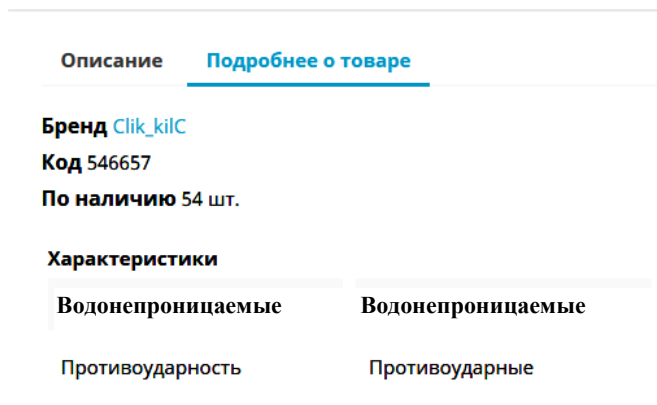 Описание Подробнее о товаре
Бренд Clik_kilC
Код 546657
По наличию 54 шт.
Характеристики
Водонепроницаемые Водонепроницаемые
Противоударность Противоударные